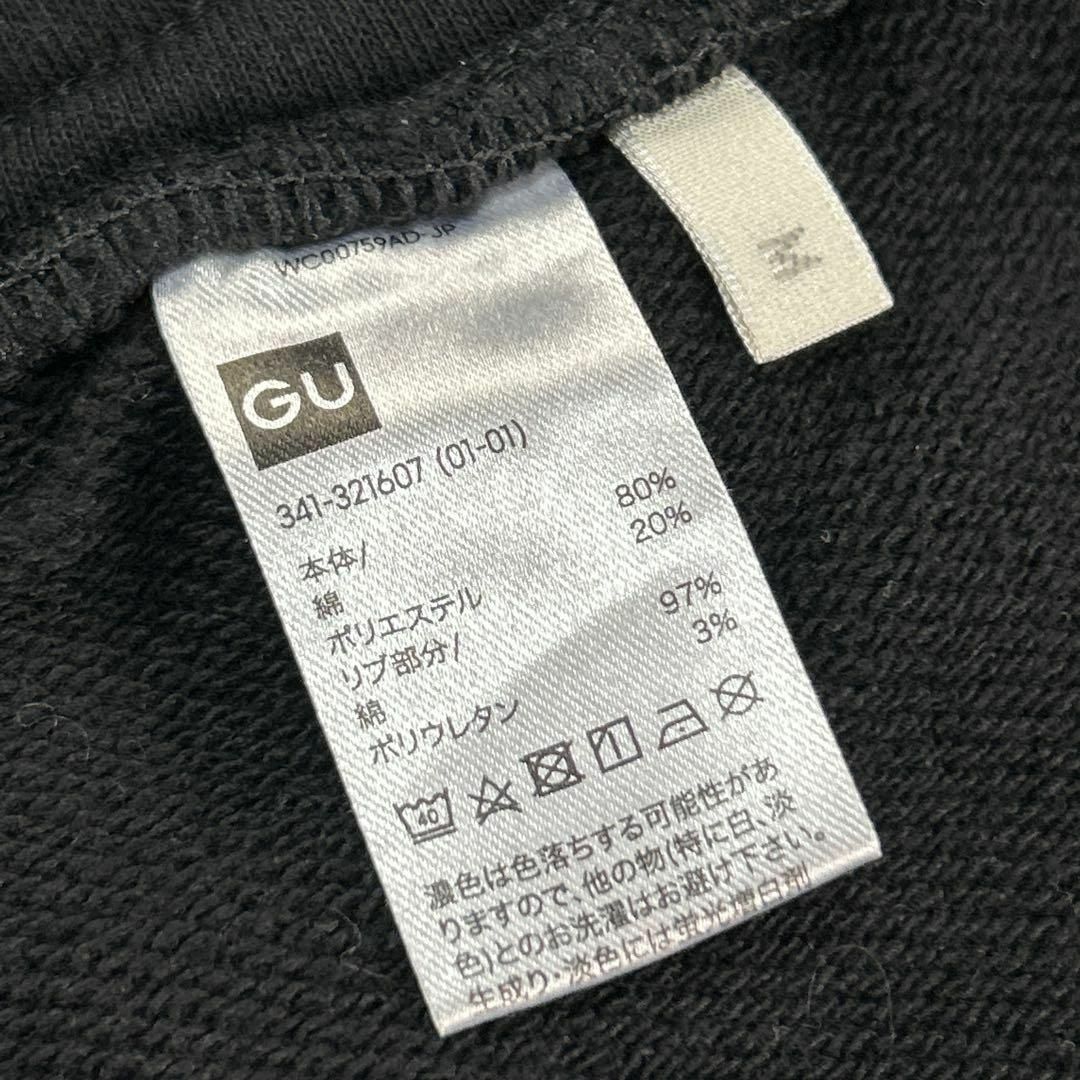 WC00759AD-JP
M
GU
341-321607 (01-01)
本体/
綿 80%
ポリエステル 20%
リブ部分/
綿 97%
ポリウレタン 3%
40
濃色は色落ちする可能性があ
りますので、他の物(特に白、淡
色)とのお洗濯はお避け下さい。
生成り・淡色には蛍光増白剤